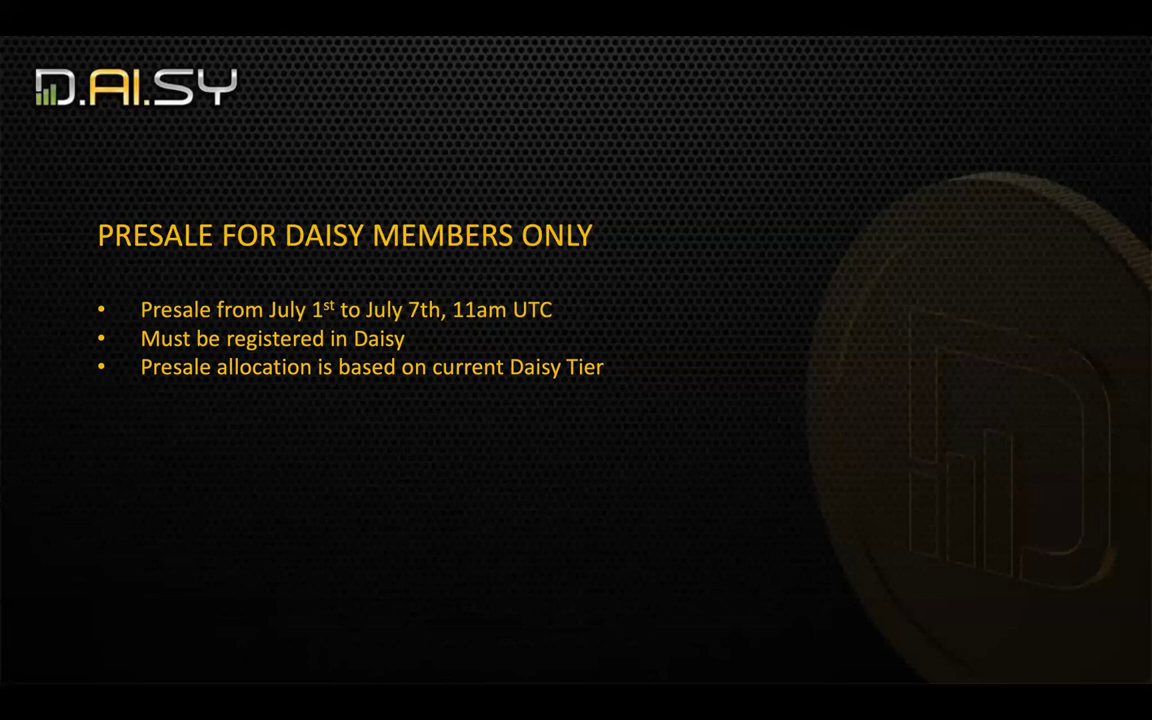 D.AI.SY
PRESALE FOR DAISY MEMBERS ONLY
• Presale from July 1st to July 7th, 11am UTC
• Must be registered in Daisy
• Presale allocation is based on current Daisy Tier